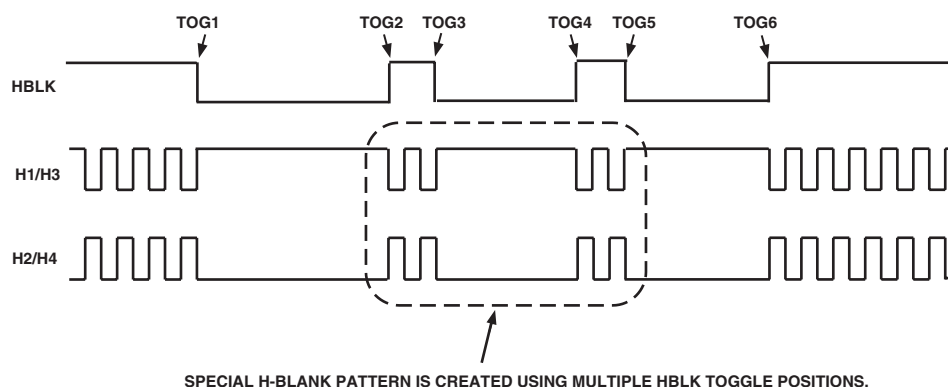 TOG1 TOG2 TOG3 TOG4 TOG5 TOG6
HBLK
H1/H3
H2/H4
SPECIAL H-BLANK PATTERN IS CREATED USING MULTIPLE HBLK TOGGLE POSITIONS.